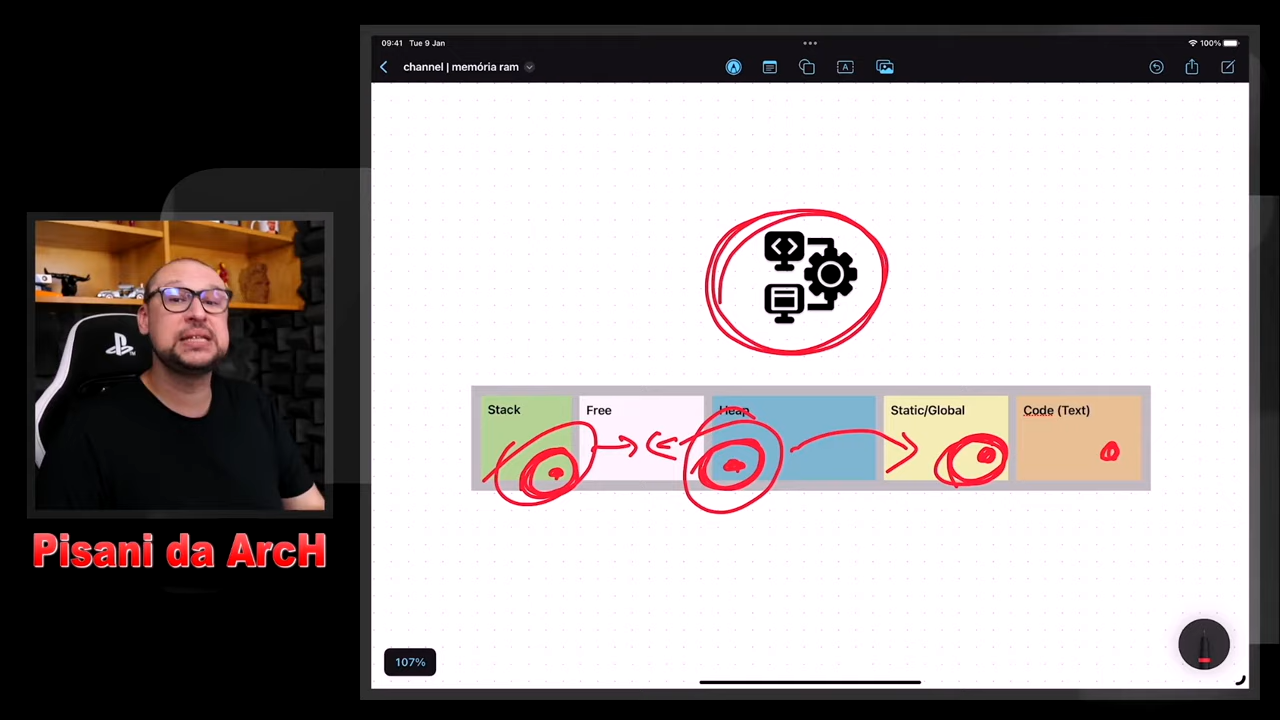 09:41 Tue 9 Jan
100%
channel | memória ram
A
Stack
Free
Heap
Static/Global
Code (Text)
Pisani da ArcH
107%